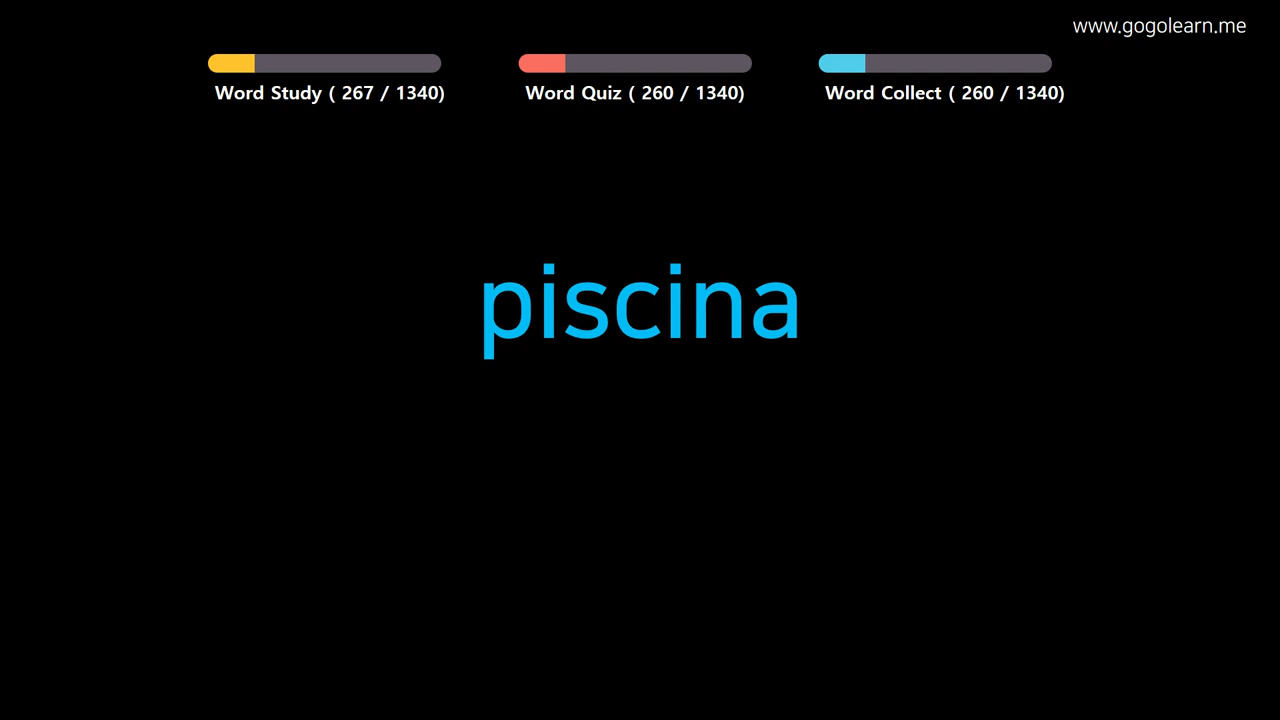 www.gogolearn.me
Word Study ( 267 / 1340)
Word Quiz ( 260 / 1340)
Word Collect ( 260 / 1340)
piscina